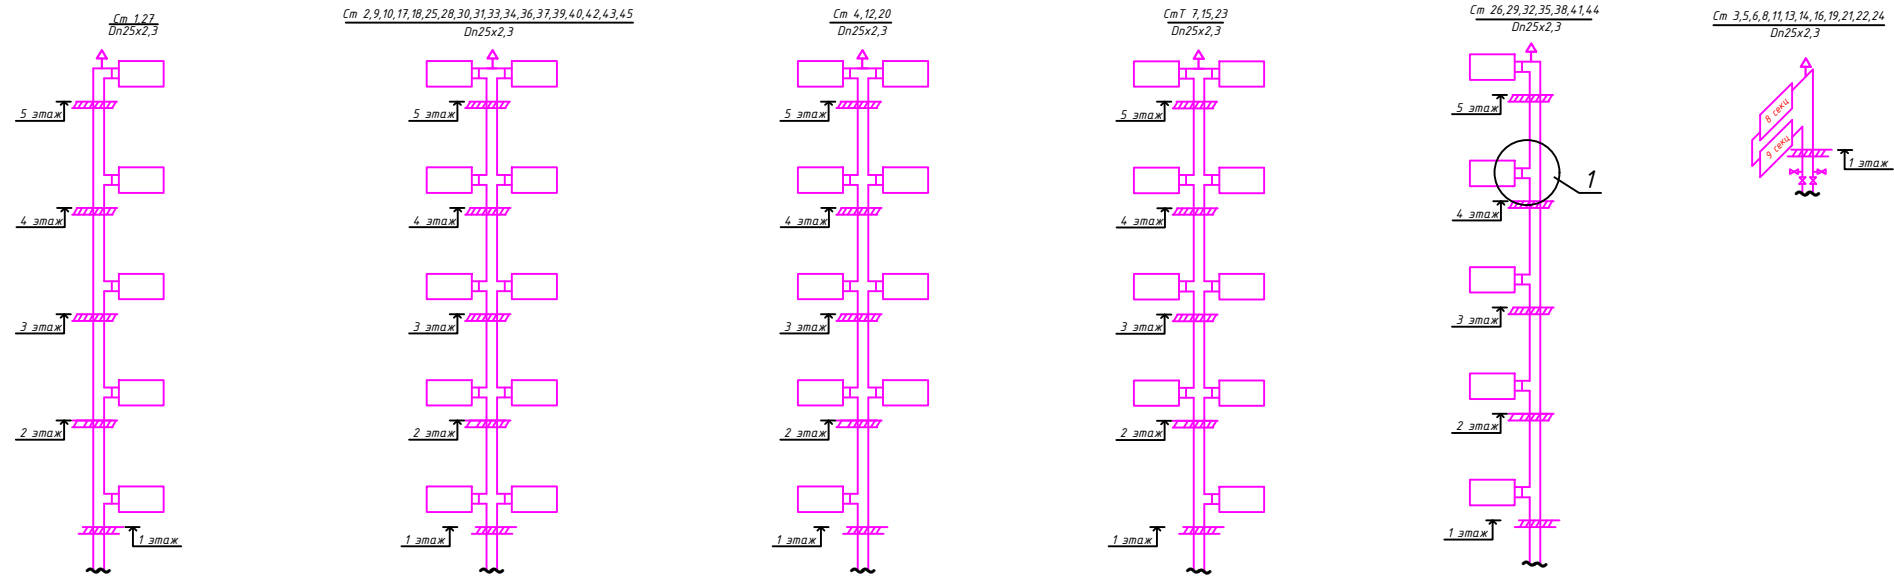 Ст 1,27
Dn25x2,3
5 этаж
4 этаж
3 этаж
2 этаж
1 этаж
Ст 2,9,10,17,18,25,28,30,31,33,34,36,37,39,40,42,43,45
Dn25x2,3
5 этаж
4 этаж
3 этаж
2 этаж
1 этаж
Ст 4,12,20
Dn25x2,3
5 этаж
4 этаж
3 этаж
2 этаж
1 этаж
СтТ 7,15,23
Dn25x2,3
5 этаж
4 этаж
3 этаж
2 этаж
1 этаж
Ст 26,29,32,35,38,41,44
Dn25x2,3
5 этаж
1
4 этаж
3 этаж
2 этаж
1 этаж
Ст 3,5,6,8,11,13,14,16,19,21,22,24
Dn25x2,3
8 секц
9 секц
1 этаж